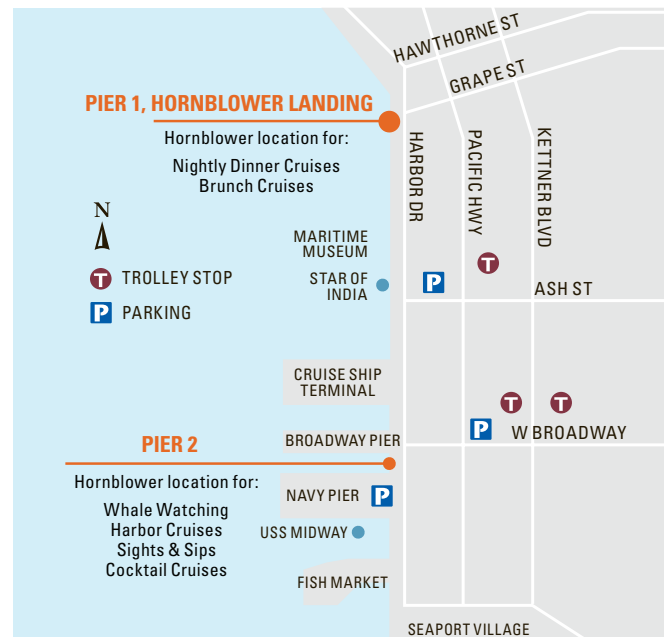 HAWTHORNE ST
GRAPE ST
PIER 1, HORNBLOWER LANDING
Hornblower location for:
Nightly Dinner Cruises
Brunch Cruises
HARBOR DR
PACIFIC HWY
KETTNER BLVD
N
MARITIME
MUSEUM
STAR OF
INDIA
T TROLLEY STOP
P PARKING
P
T
ASH ST
CRUISE SHIP
TERMINAL
T
T
P
W BROADWAY
BROADWAY PIER
PIER 2
Hornblower location for:
Whale Watching
Harbor Cruises
Sights & Sips
Cocktail Cruises
NAVY PIER
P
USS MIDWAY
FISH MARKET
SEAPORT VILLAGE